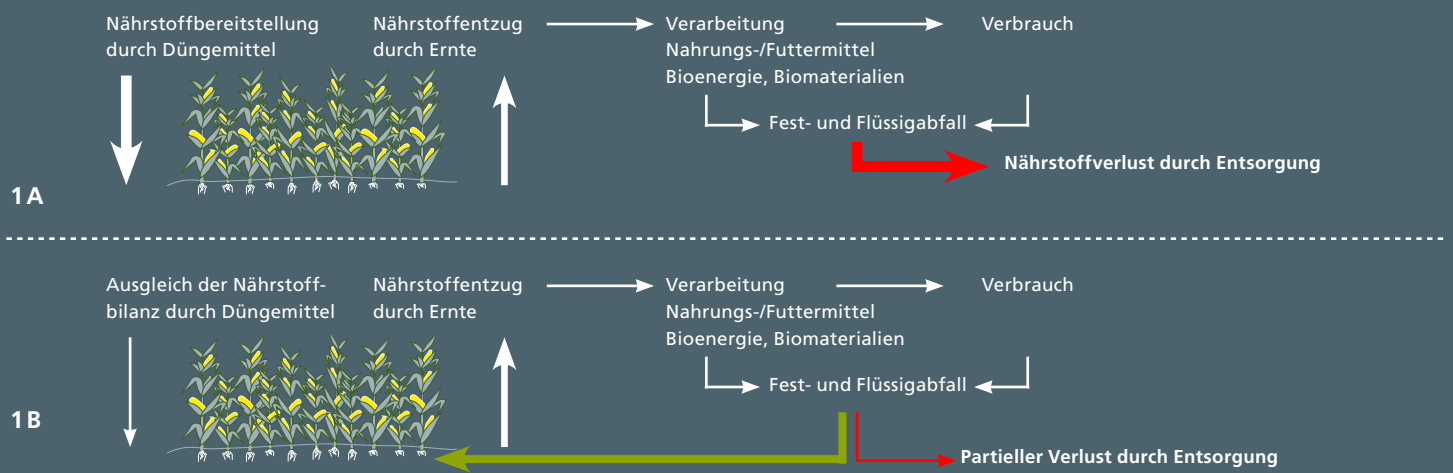 Nährstoffbereitstellung
durch Düngemittel
Nährstoffentzug
durch Ernte
Verarbeitung
Nahrungs-/Futtermittel
Bioenergie, Biomaterialien
Verbrauch
Fest- und Flüssigabfall
Nährstoffverlust durch Entsorgung
1A
Ausgleich der Nährstoff-
bilanz durch Düngemittel
Nährstoffentzug
durch Ernte
Verarbeitung
Nahrungs-/Futtermittel
Bioenergie, Biomaterialien
Verbrauch
Fest- und Flüssigabfall
1B
Partieller Verlust durch Entsorgung